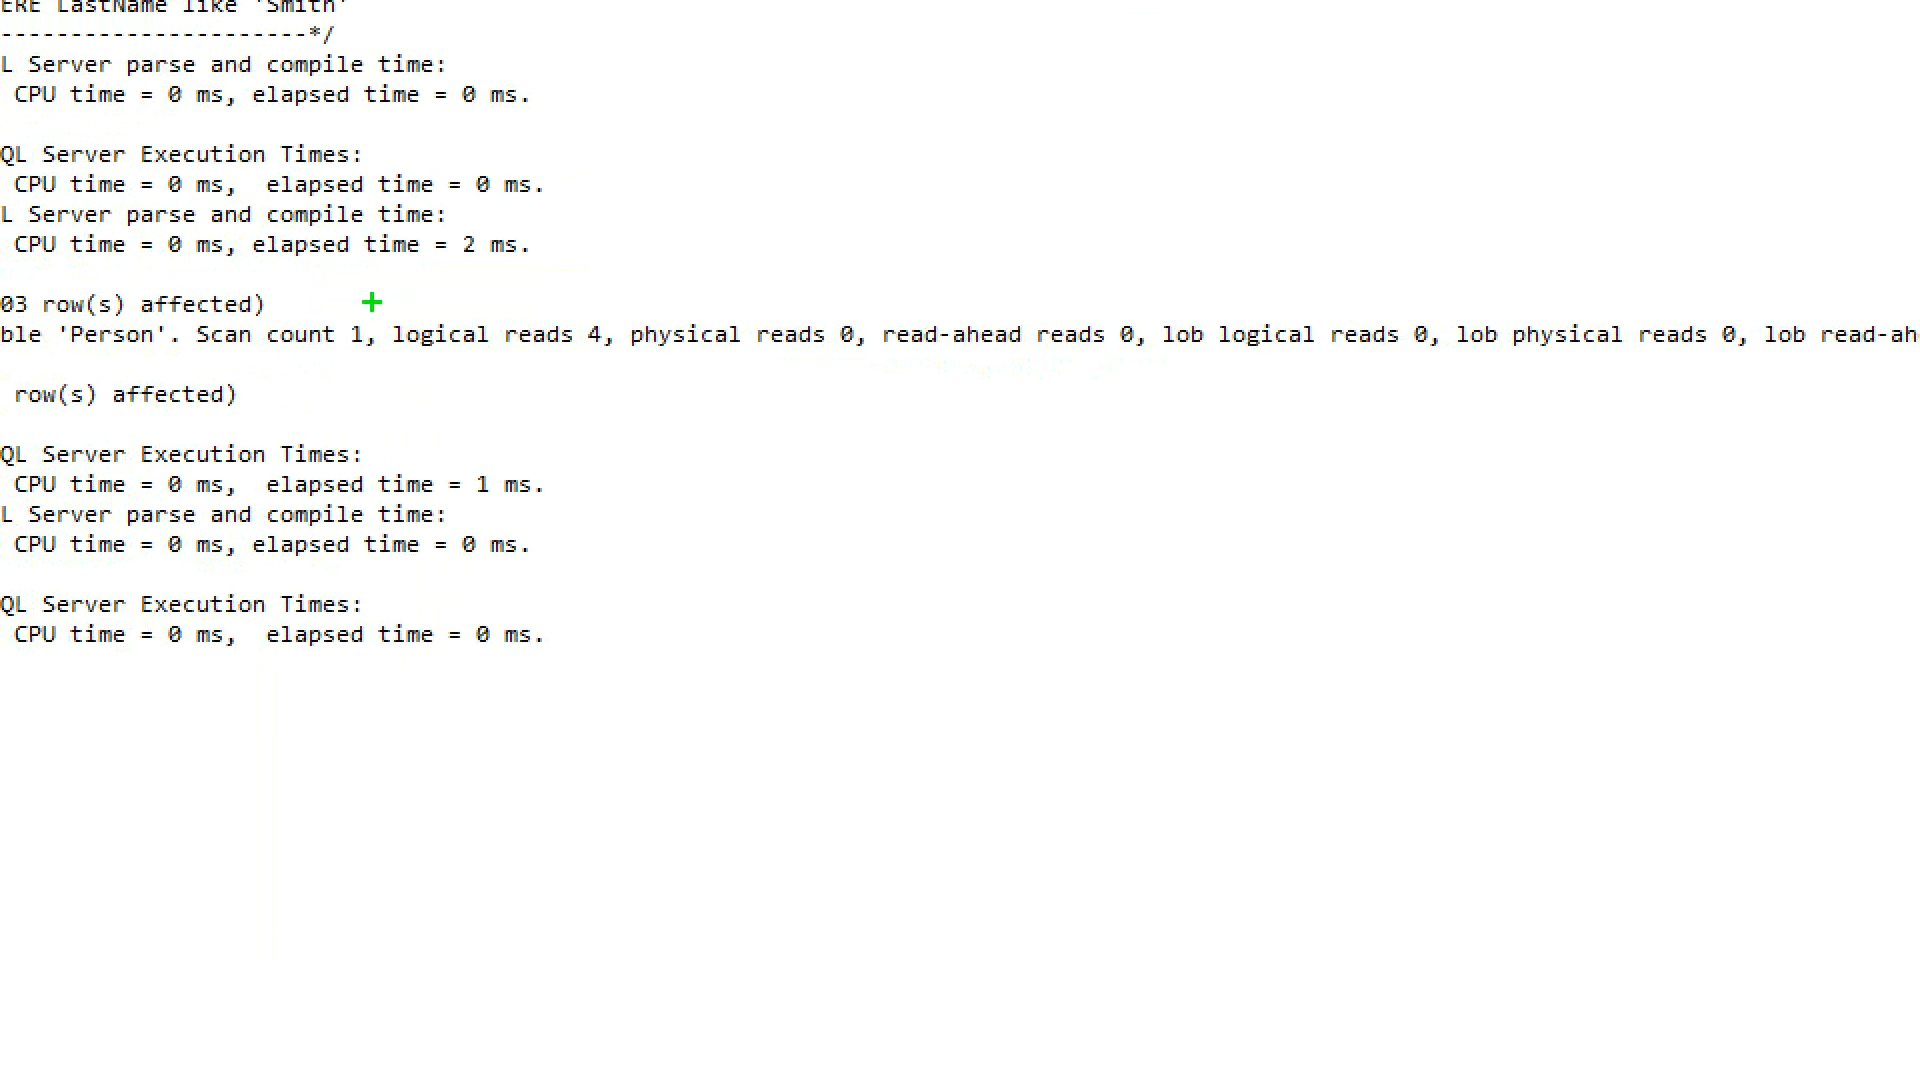 ERE LastName like 'Smith'
----------------------*/
L Server parse and compile time:
CPU time = 0 ms, elapsed time = 0 ms.
QL Server Execution Times:
CPU time = 0 ms,  elapsed time = 0 ms.
L Server parse and compile time:
CPU time = 0 ms, elapsed time = 2 ms.
03 row(s) affected)
ble 'Person'. Scan count 1, logical reads 4, physical reads 0, read-ahead reads 0, lob logical reads 0, lob physical reads 0, lob read-ah
row(s) affected)
QL Server Execution Times:
CPU time = 0 ms,  elapsed time = 1 ms.
L Server parse and compile time:
CPU time = 0 ms, elapsed time = 0 ms.
QL Server Execution Times:
CPU time = 0 ms,  elapsed time = 0 ms.